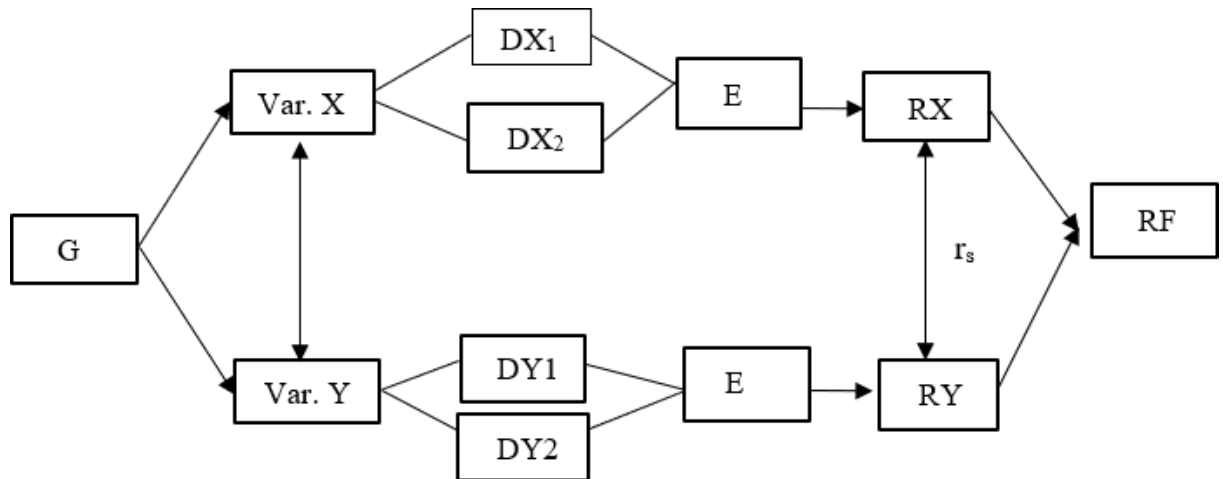 DX₁
Var. X
E
RX
DX₂
G
RF
rₛ
DY1
Var. Y
E
RY
DY2